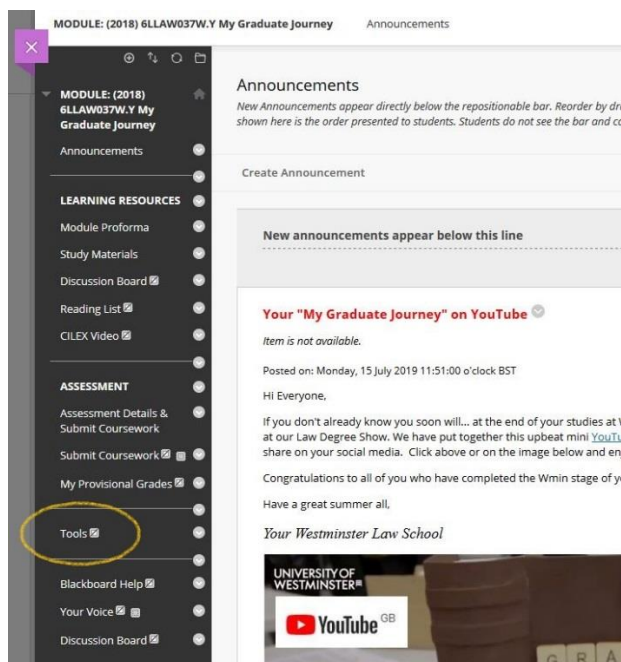 MODULE: (2018) 6LLAW037W.Y My Graduate Journey Announcements
MODULE: (2018)
6LLAW037W.Y My
Graduate Journey
Announcements
LEARNING RESOURCES
Module Proforma
Study Materials
Discussion Board
Reading List
CILEX Video
ASSESSMENT
Assessment Details &
Submit Coursework
Submit Coursework
My Provisional Grades
Tools
Blackboard Help
Your Voice
Discussion Board
Announcements
New Announcements appear directly below the repositionable bar. Reorder by
shown here is the order presented to students. Students do not see the bar and
Create Announcement
New announcements appear below this line
Your "My Graduate Journey" on YouTube
Item is not available.
Posted on: Monday, 15 July 2019 11:51:00 o'clock BST
Hi Everyone,
If you don't already know you soon will... at the end of your studies at
at our Law Degree Show. We have put together this upbeat mini
share on your social media. Click above or on the image below and
Congratulations to all of you who have completed the Wmin stage of
Have a great summer all,
Your Westminster Law School
UNIVERSITY OF
WESTMINSTER
YouTube GB
G R A